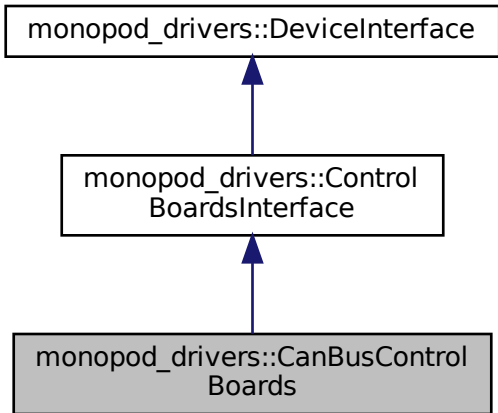 monopod_drivers::DeviceInterface
monopod_drivers::Control
BoardsInterface
monopod_drivers::CanBusControl
Boards